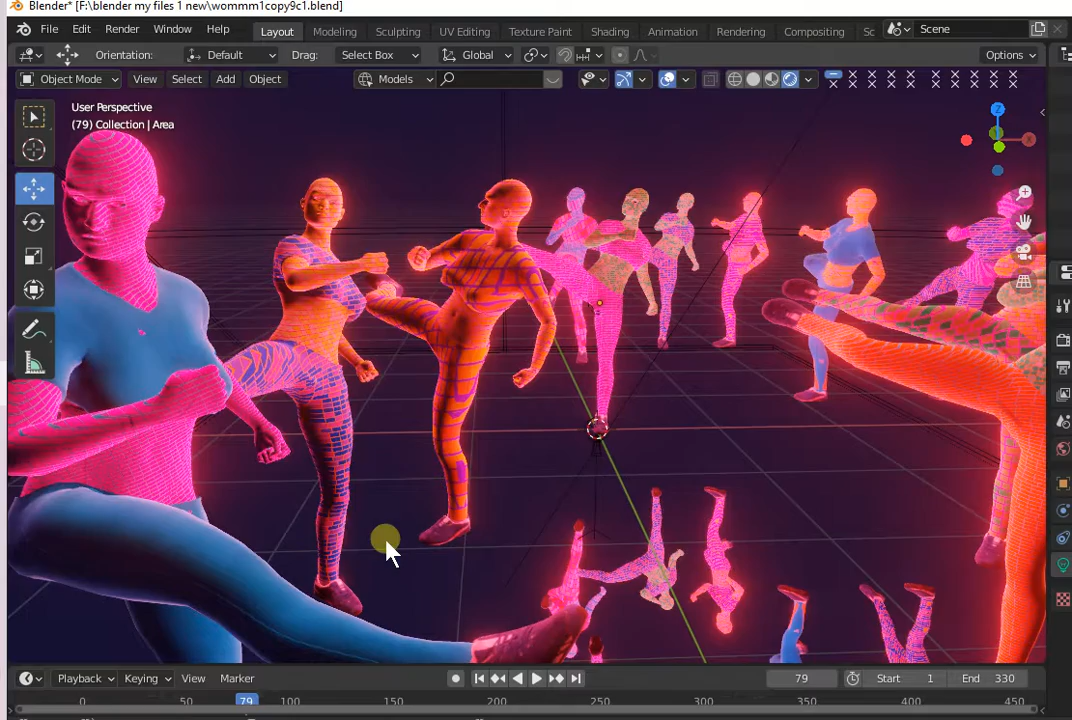 Blender* [F:\blender my files 1 new\wommm1copy9c1.blend]
File Edit Render Window Help Layout Modeling Sculpting UV Editing Texture Paint Shading Animation Rendering Compositing Sc Scene
Orientation: Default Drag: Select Box Global Options
Object Mode View Select Add Object Models
User Perspective
(79) Collection | Area
Z
X
Playback Keying View Marker 79 Start 1 End 330
0 50 79 100 150 200 250 300 350 400 450